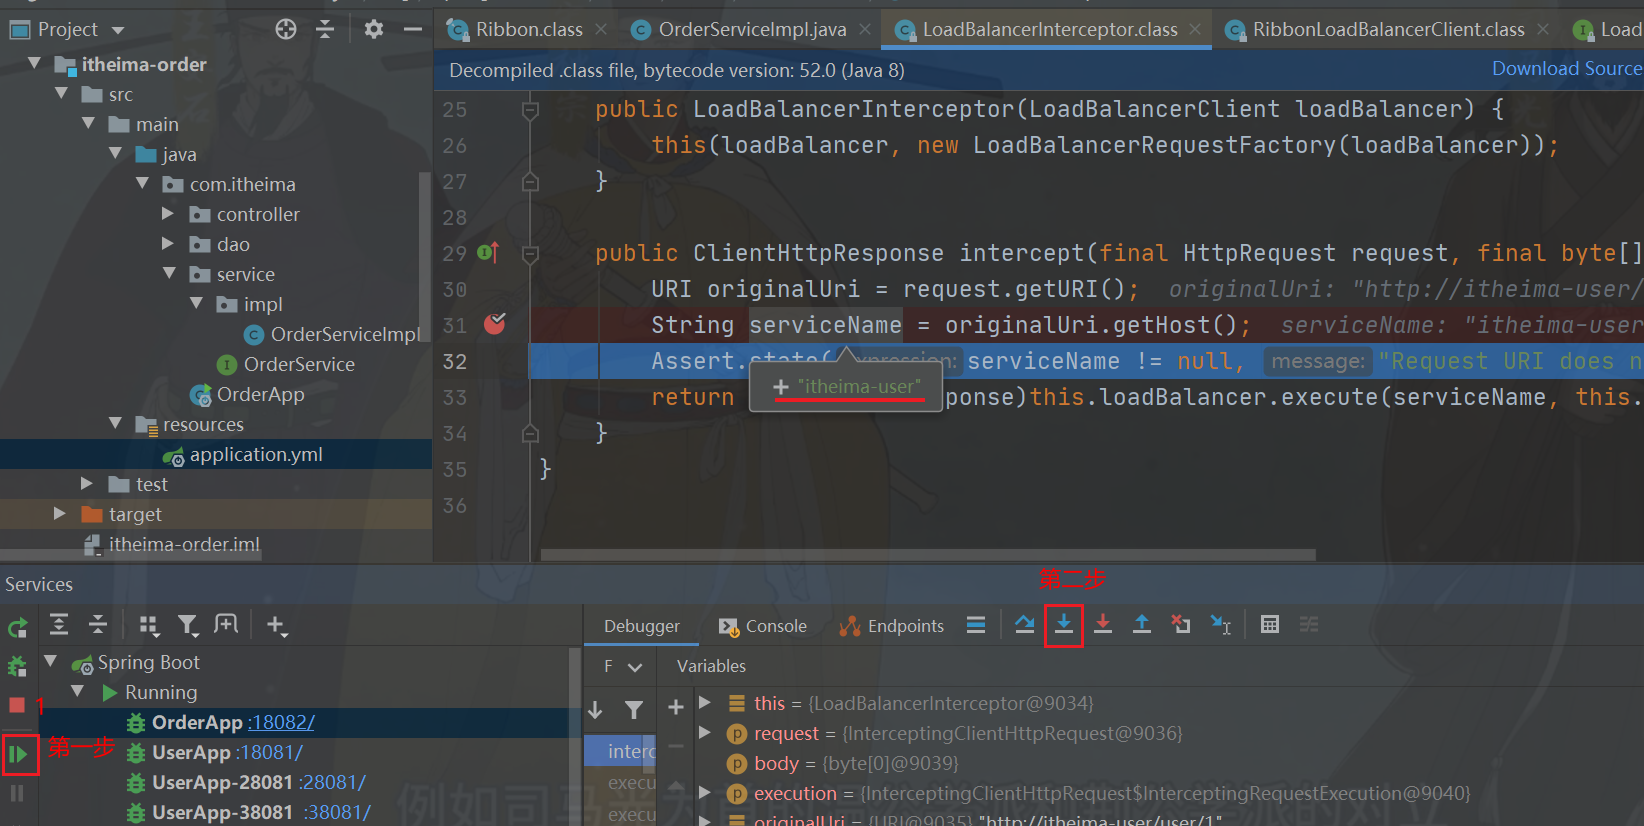 Project
Ribbon.class
OrderServiceImpl.java
LoadBalancerInterceptor.class
RibbonLoadBalancerClient.class
Load
itheima-order
src
main
java
com.itheima
controller
dao
service
impl
OrderServiceImpl
OrderService
OrderApp
resources
application.yml
test
target
itheima-order.iml
Decompiled .class file, bytecode version: 52.0 (Java 8)
Download Source
25 public LoadBalancerInterceptor(LoadBalancerClient loadBalancer) {
26 this(loadBalancer, new LoadBalancerRequestFactory(loadBalancer));
27 }
28
29 public ClientHttpResponse intercept(final HttpRequest request, final byte[]
30 URI originalUri = request.getURI(); originalUri: "http://itheima-user/
31 String serviceName = originalUri.getHost(); serviceName: "itheima-user
32 Assert.state( expression: serviceName != null, message: "Request URI does n
+ "itheima-user"
33 return ponse)this.loadBalancer.execute(serviceName, this.
34 }
35 }
36
Services
第二步
Debugger
Console
Endpoints
Spring Boot
Running
1
OrderApp :18082/
第一步
UserApp :18081/
UserApp-28081 :28081/
UserApp-38081 :38081/
F
Variables
interc
execu
execu
this = {LoadBalancerInterceptor@9034}
request = {InterceptingClientHttpRequest@9036}
body = {byte[0]@9039}
execution = {InterceptingClientHttpRequest$InterceptingRequestExecution@9040}
originalUri = {URI@9035} "http://itheima-user/user/1"